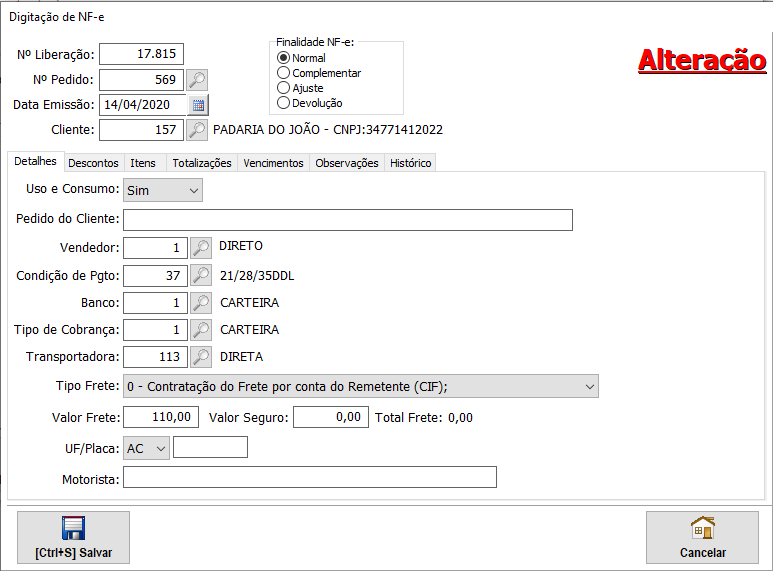 Digitação de NF-e
Nº Liberação: 17.815
Nº Pedido: 569
Data Emissão: 14/04/2020
Cliente: 157 PADARIA DO JOÃO - CNPJ:34771412022
Finalidade NF-e:
Normal
Complementar
Ajuste
Devolução
Alteração
Detalhes Descontos Itens Totalizações Vencimentos Observações Histórico
Uso e Consumo: Sim
Pedido do Cliente:
Vendedor: 1 DIRETO
Condição de Pgto: 37 21/28/35DDL
Banco: 1 CARTEIRA
Tipo de Cobrança: 1 CARTEIRA
Transportadora: 113 DIRETA
Tipo Frete: 0 - Contratação do Frete por conta do Remetente (CIF);
Valor Frete: 110,00 Valor Seguro: 0,00 Total Frete: 0,00
UF/Placa: AC
Motorista:
[Ctrl+S] Salvar
Cancelar